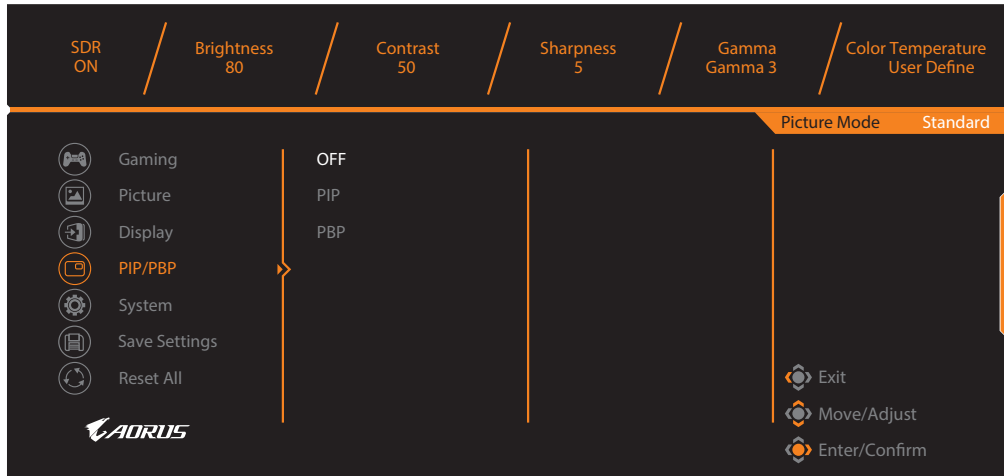 SDR
ON
Brightness
80
Contrast
50
Sharpness
5
Gamma
Gamma 3
Color Temperature
User Define
Picture Mode Standard
Gaming
Picture
Display
PIP/PBP
System
Save Settings
Reset All
OFF
PIP
PBP
Exit
Move/Adjust
Enter/Confirm
AORUS